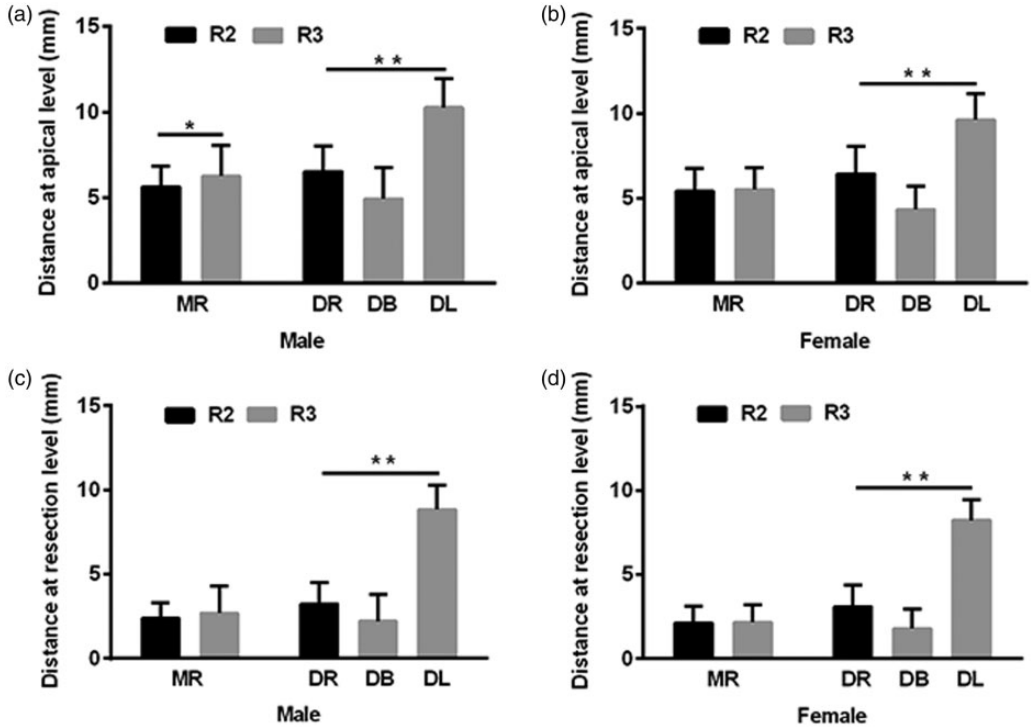 (a)
Distance at apical level (mm)
15
10
5
0
R2 R3
*
* *
MR DR DB DL
Male
(b)
Distance at apical level (mm)
15
10
5
0
R2 R3
* *
MR DR DB DL
Female
(c)
Distance at resection level (mm)
15
10
5
0
R2 R3
* *
MR DR DB DL
Male
(d)
Distance at resection level (mm)
15
10
5
0
R2 R3
* *
MR DR DB DL
Female